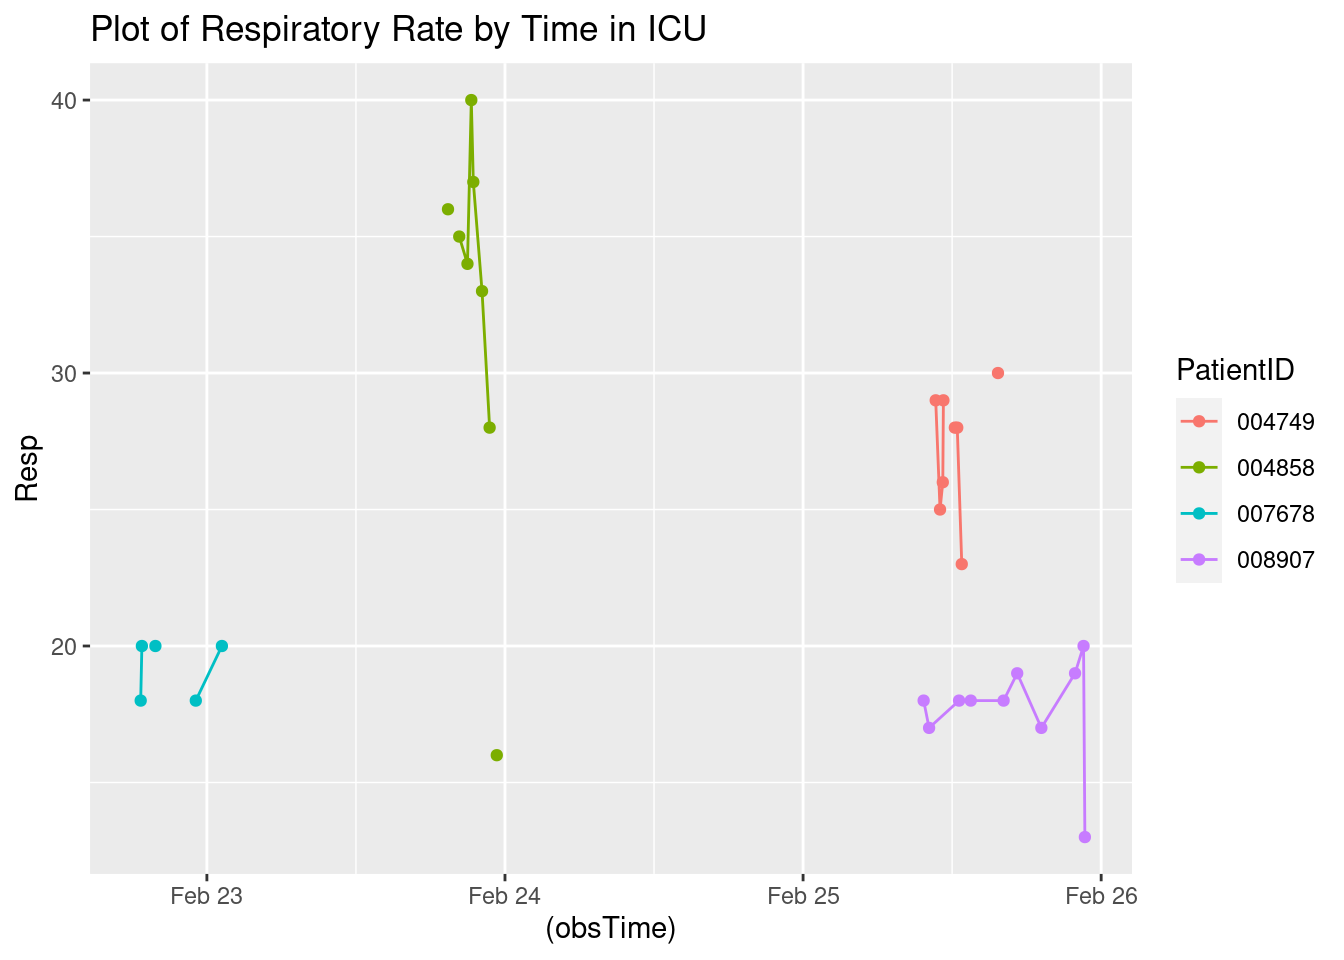 Plot of Respiratory Rate by Time in ICU
40
30
20
Resp
Feb 23
Feb 24
Feb 25
Feb 26
(obsTime)
PatientID
004749
004858
007678
008907